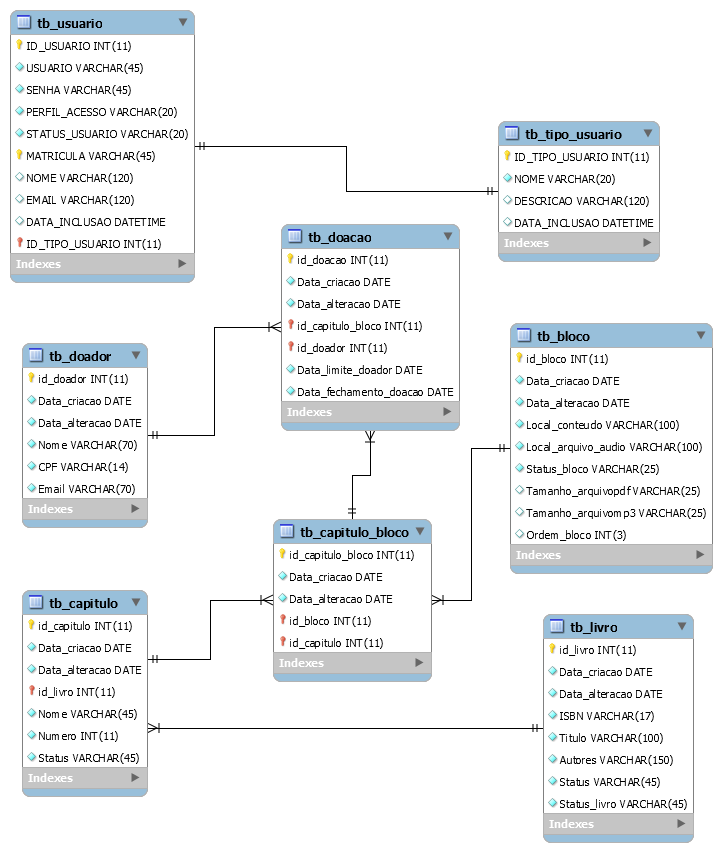 tb_usuario
ID_USUARIO INT(11)
USUARIO VARCHAR(45)
SENHA VARCHAR(45)
PERFIL_ACESSO VARCHAR(20)
STATUS_USUARIO VARCHAR(20)
MATRICULA VARCHAR(45)
NOME VARCHAR(120)
EMAIL VARCHAR(120)
DATA_INCLUSAO DATETIME
ID_TIPO_USUARIO INT(11)
Indexes
tb_tipo_usuario
ID_TIPO_USUARIO INT(11)
NOME VARCHAR(20)
DESCRICAO VARCHAR(120)
DATA_INCLUSAO DATETIME
Indexes
tb_doacao
id_doacao INT(11)
Data_criacao DATE
Data_alteracao DATE
id_capitulo_bloco INT(11)
id_doador INT(11)
Data_limite_doador DATE
Data_fechamento_doacao DATE
Indexes
tb_doador
id_doador INT(11)
Data_criacao DATE
Data_alteracao DATE
Nome VARCHAR(70)
CPF VARCHAR(14)
Email VARCHAR(70)
Indexes
tb_bloco
id_bloco INT(11)
Data_criacao DATE
Data_alteracao DATE
Local_conteudo VARCHAR(100)
Local_arquivo_audio VARCHAR(100)
Status_bloco VARCHAR(25)
Tamanho_arquivopdf VARCHAR(25)
Tamanho_arquivomp3 VARCHAR(25)
Ordem_bloco INT(3)
Indexes
tb_capitulo_bloco
id_capitulo_bloco INT(11)
Data_criacao DATE
Data_alteracao DATE
id_bloco INT(11)
id_capitulo INT(11)
Indexes
tb_capitulo
id_capitulo INT(11)
Data_criacao DATE
Data_alteracao DATE
id_livro INT(11)
Nome VARCHAR(45)
Numero INT(11)
Status VARCHAR(45)
Indexes
tb_livro
id_livro INT(11)
Data_criacao DATE
Data_alteracao DATE
ISBN VARCHAR(17)
Titulo VARCHAR(100)
Autores VARCHAR(150)
Status VARCHAR(45)
Status_livro VARCHAR(45)
Indexes